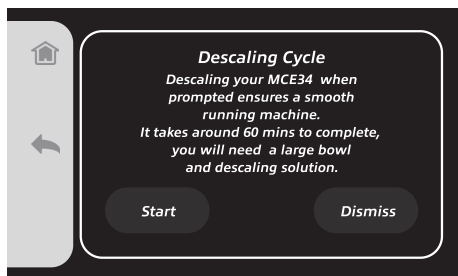 Descaling Cycle
Descaling your MCE34 when
prompted ensures a smooth
running machine.
It takes around 60 mins to complete,
you will need a large bowl
and descaling solution.
Start
Dismiss